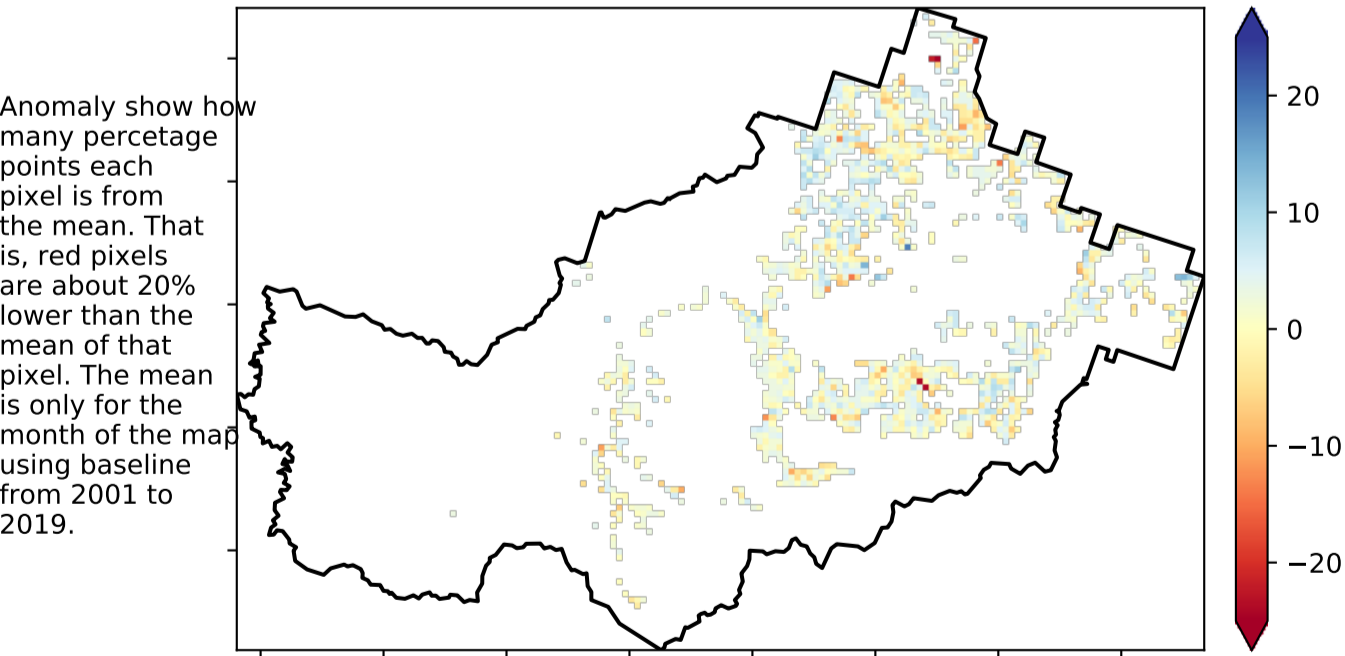 Anomaly show how
many percetage
points each
pixel is from
the mean. That
is, red pixels
are about 20%
lower than the
mean of that
pixel. The mean
is only for the
month of the map
using baseline
from 2001 to
2019.
20
10
0
−10
−20